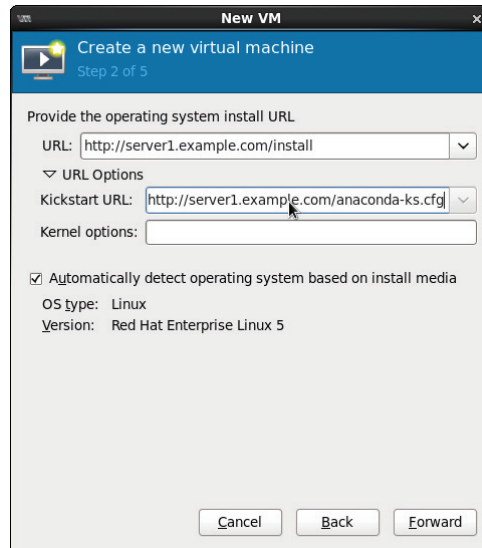 New VM
Create a new virtual machine
Step 2 of 5
Provide the operating system install URL
URL: http://server1.example.com/install
URL Options
Kickstart URL: http://server1.example.com/anaconda-ks.cfg
Kernel options:
Automatically detect operating system based on install media
OS type: Linux
Version: Red Hat Enterprise Linux 5
Cancel Back Forward